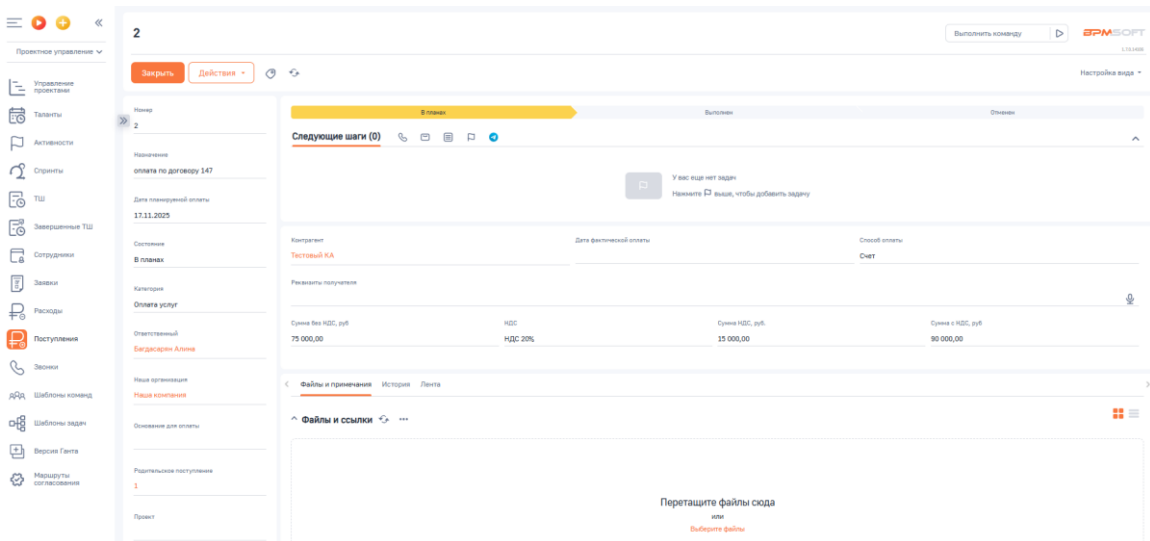 2
Выполнить команду
BPMSOFT
Проектное управление
Закрыть
Действия
Настройка вида
Управление
проектами
Таланты
Активности
Спринты
ТШ
Завершенные ТШ
Сотрудники
Заявки
Расходы
Поступления
Звонки
Шаблоны команд
Шаблоны задач
Версия Ганта
Маршруты
согласования
Номер
2
Назначение
оплата по договору 147
Дата планируемой оплаты
17.11.2025
Состояние
В планах
Категория
Оплата услуг
Ответственный
Багдасарян Алина
Наша организация
Наша компания
Основание для оплаты
Родительское поступление
1
Проект
В планах
Выполнен
Отменен
Следующие шаги (0)
У вас еще нет задач
Нажмите выше, чтобы добавить задачу
Контрагент
Дата фактической оплаты
Способ оплаты
Тестовый КА
Счет
Реквизиты получателя
Сумма без НДС, руб
НДС
Сумма НДС, руб.
Сумма с НДС, руб
75 000,00
НДС 20%
15 000,00
90 000,00
Файлы и примечания
История
Лента
Файлы и ссылки
Перетащите файлы сюда
или
Выберите файлы